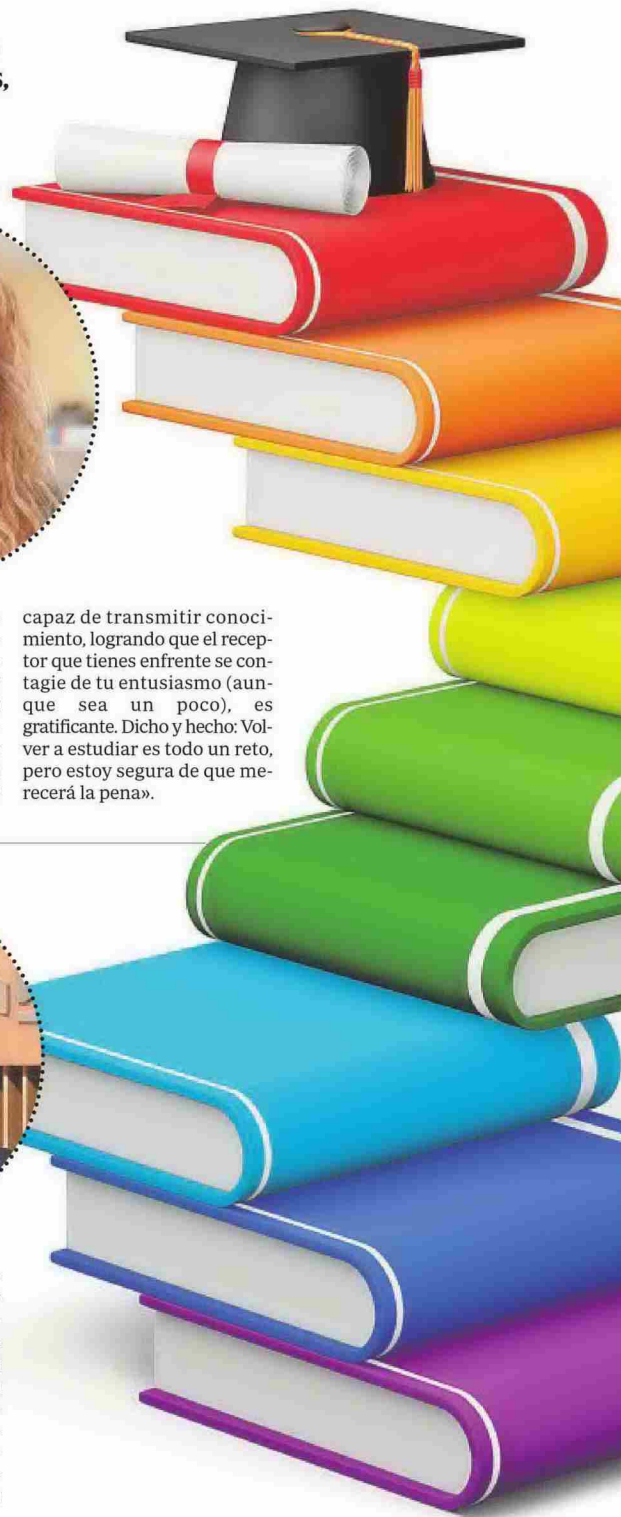 capaz de transmitir conoci-
miento, logrando que el recep-
tor que tienes enfrente se con-
tagie de tu entusiasmo (aun-
que sea un poco), es
gratificante. Dicho y hecho: Vol-
ver a estudiar es todo un reto,
pero estoy segura de que me-
recerá la pena».